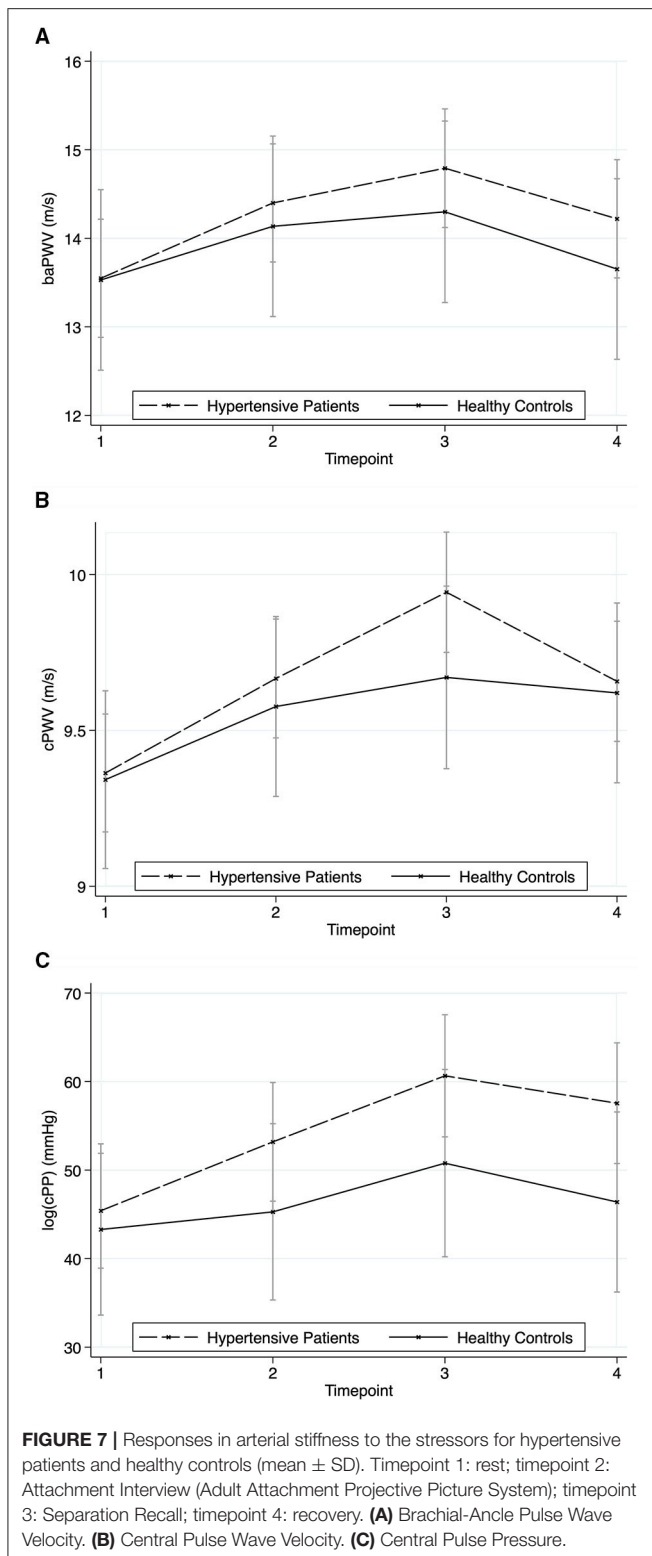 A
16
15
14
13
12
baPWV (m/s)
Hypertensive Patients Healthy Controls
1 2 3 4
Timepoint
B
10
9.5
9
cPWV (m/s)
Hypertensive Patients Healthy Controls
1 2 3 4
Timepoint
C
70
60
50
40
30
log(cPP) (mmHg)
Hypertensive Patients Healthy Controls
1 2 3 4
Timepoint
FIGURE 7 | Responses in arterial stiffness to the stressors for hypertensive
patients and healthy controls (mean ± SD). Timepoint 1: rest; timepoint 2:
Attachment Interview (Adult Attachment Projective Picture System); timepoint
3: Separation Recall; timepoint 4: recovery. (A) Brachial-Ankle Pulse Wave
Velocity. (B) Central Pulse Wave Velocity. (C) Central Pulse Pressure.